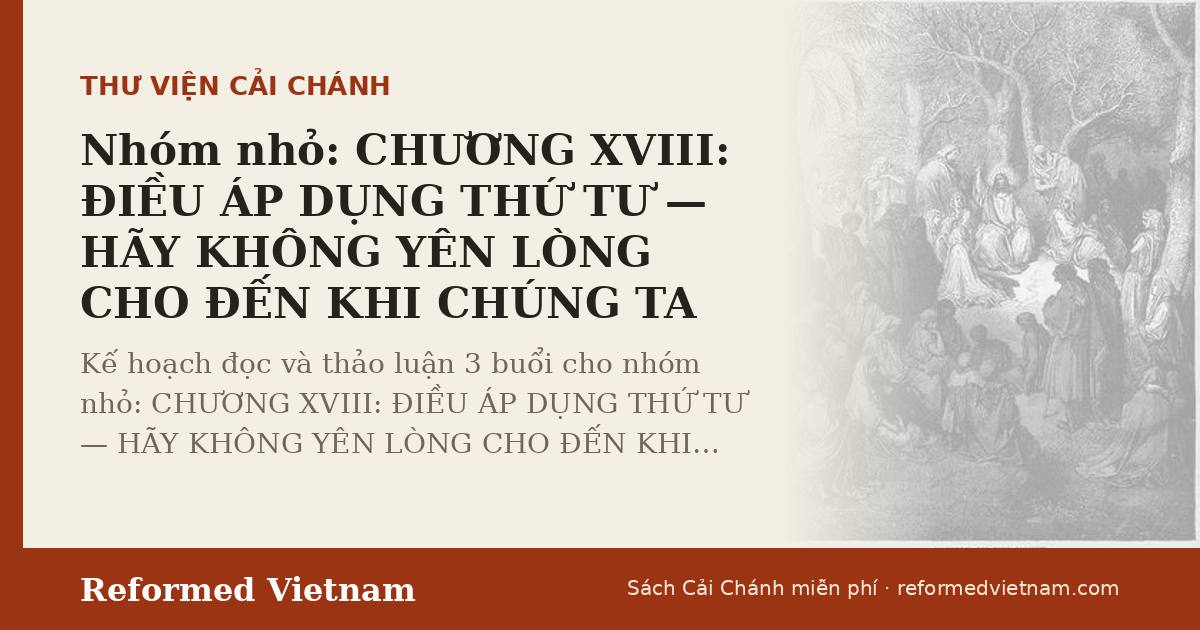 THƯ VIỆN CẢI CHÁNH
Nhóm nhỏ: CHƯƠNG XVIII:
ĐIỀU ÁP DỤNG THỨ TƯ —
HÃY KHÔNG YÊN LÒNG
CHO ĐẾN KHI CHÚNG TA
Kế hoạch đọc và thảo luận 3 buổi cho nhóm
nhỏ: CHƯƠNG XVIII: ĐIỀU ÁP DỤNG THỨ TƯ
— HÃY KHÔNG YÊN LÒNG CHO ĐẾN KHI...
Reformed Vietnam
Sách Cải Chánh miễn phí · reformedvietnam.com